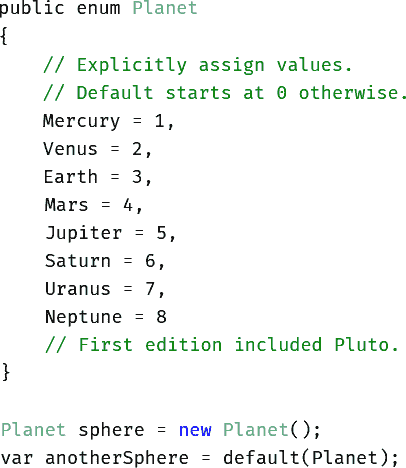 public enum Planet
{
    // Explicitly assign values.
    // Default starts at 0 otherwise.
    Mercury = 1,
    Venus = 2,
    Earth = 3,
    Mars = 4,
    Jupiter = 5,
    Saturn = 6,
    Uranus = 7,
    Neptune = 8
    // First edition included Pluto.
}

Planet sphere = new Planet();
var anotherSphere = default(Planet);